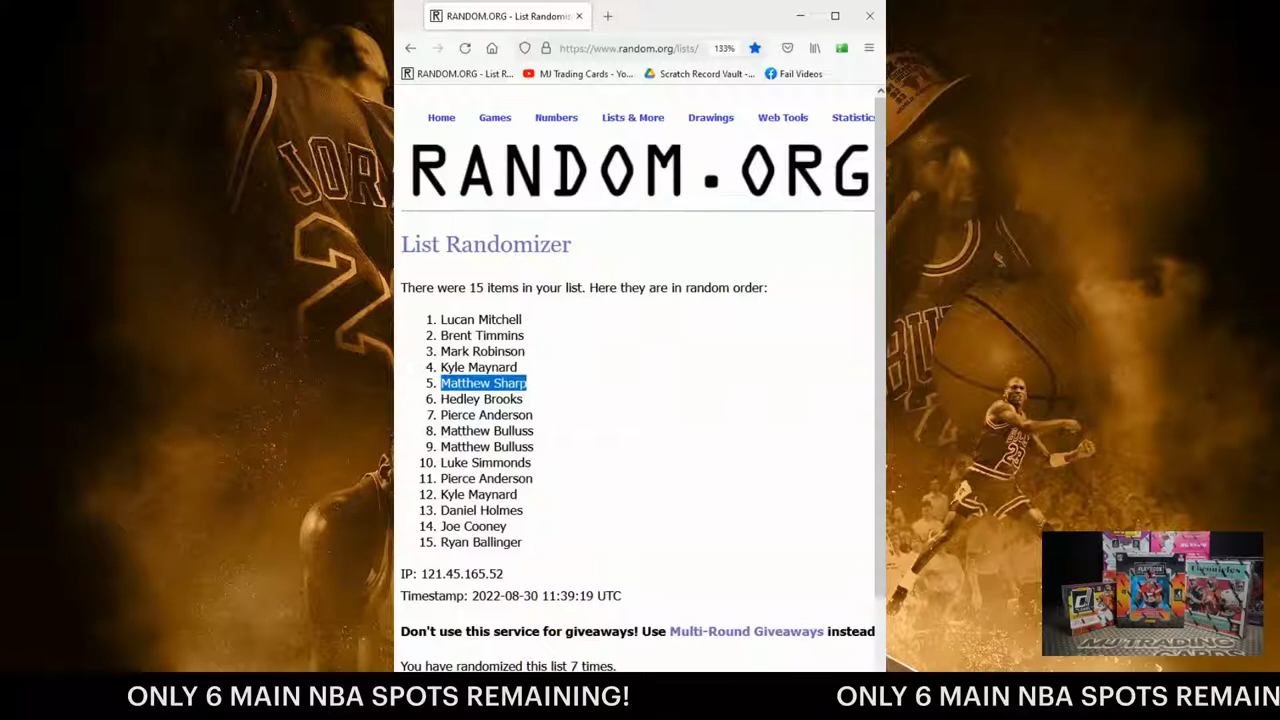 RANDOM.ORG - List Randomiz
https://www.random.org/lists/
133%
RANDOM.ORG - List R...
MJ Trading Cards - Yo...
Scratch Record Vault -...
Fail Videos
Home
Games
Numbers
Lists & More
Drawings
Web Tools
Statistics
RANDOM.ORG
List Randomizer
There were 15 items in your list. Here they are in random order:
1. Lucan Mitchell
2. Brent Timmins
3. Mark Robinson
4. Kyle Maynard
5. Matthew Sharp
6. Hedley Brooks
7. Pierce Anderson
8. Matthew Bulluss
9. Matthew Bulluss
10. Luke Simmonds
11. Pierce Anderson
12. Kyle Maynard
13. Daniel Holmes
14. Joe Cooney
15. Ryan Ballinger
IP: 121.45.165.52
Timestamp: 2022-08-30 11:39:19 UTC
Don't use this service for giveaways! Use Multi-Round Giveaways instead
You have randomized this list 7 times.
JOR
23
Chronicles
MJ TRADING
CARDS
ONLY 6 MAIN NBA SPOTS REMAINING!
ONLY 6 MAIN NBA SPOTS REMAIN